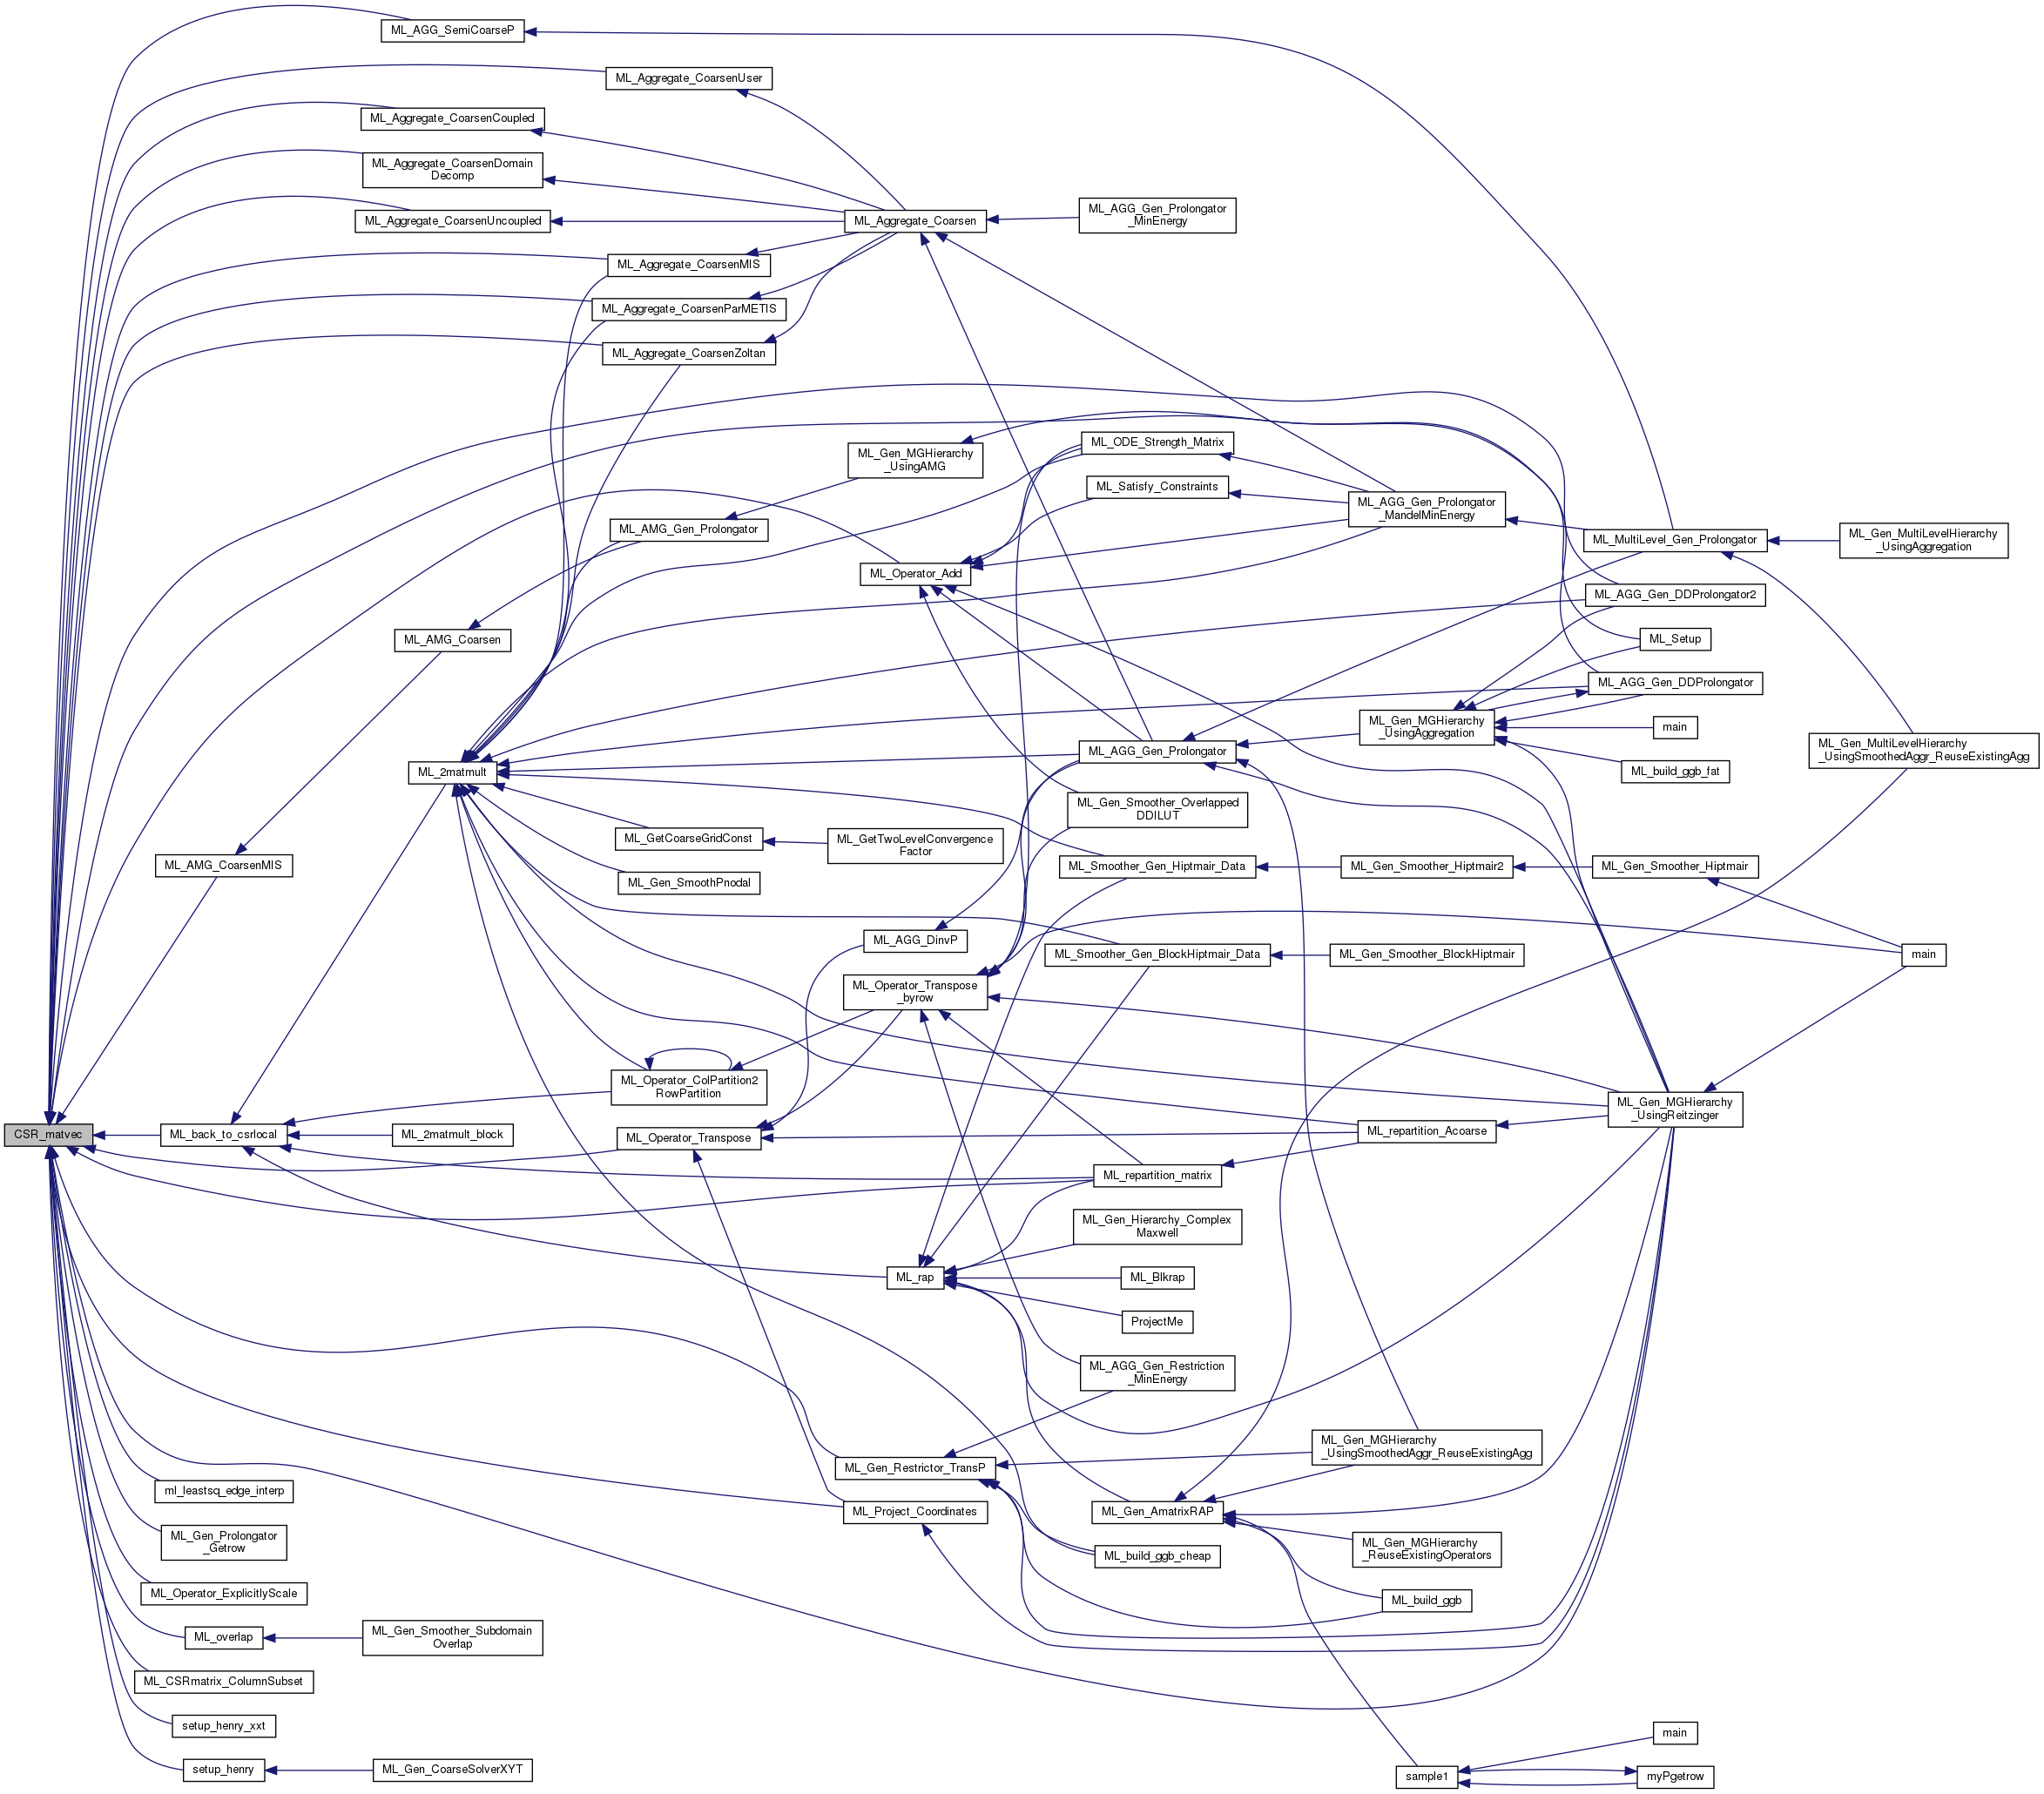 ML_AGG_SemiCoarseP
ML_Aggregate_CoarsenUser
ML_Aggregate_CoarsenCoupled
ML_Aggregate_CoarsenDomain
Decomp
ML_Aggregate_CoarsenUncoupled
ML_Aggregate_Coarsen
ML_AGG_Gen_Prolongator
_MinEnergy
ML_Aggregate_CoarsenMIS
ML_Aggregate_CoarsenParMETIS
ML_Aggregate_CoarsenZoltan
ML_Gen_MGHierarchy
_UsingAMG
ML_ODE_Strength_Matrix
ML_Satisfy_Constraints
ML_AGG_Gen_Prolongator
_MandelMinEnergy
ML_AMG_Gen_Prolongator
ML_MultiLevel_Gen_Prolongator
ML_Gen_MultiLevelHierarchy
_UsingAggregation
ML_Operator_Add
ML_AGG_Gen_DDProlongator2
ML_AMG_Coarsen
ML_Setup
ML_AGG_Gen_DDProlongator
ML_Gen_MGHierarchy
_UsingAggregation
main
ML_AGG_Gen_Prolongator
ML_Gen_MultiLevelHierarchy
_UsingSmoothedAggr_ReuseExistingAgg
ML_2matmult
ML_build_ggb_fat
ML_Gen_Smoother_Overlapped
DDILUT
ML_GetCoarseGridConst
ML_GetTwoLevelConvergence
Factor
ML_AMG_CoarsenMIS
ML_Smoother_Gen_Hiptmair_Data
ML_Gen_Smoother_Hiptmair2
ML_Gen_Smoother_Hiptmair
ML_Gen_SmoothPnodal
ML_AGG_DinvP
ML_Smoother_Gen_BlockHiptmair_Data
ML_Gen_Smoother_BlockHiptmair
main
ML_Operator_Transpose
_byrow
ML_Operator_ColPartition2
RowPartition
ML_Gen_MGHierarchy
_UsingReitzinger
CSR_matvec
ML_back_to_csrlocal
ML_2matmult_block
ML_Operator_Transpose
ML_repartition_Acoarse
ML_repartition_matrix
ML_Gen_Hierarchy_Complex
Maxwell
ML_rap
ML_Blkrap
ProjectMe
ML_AGG_Gen_Restriction
_MinEnergy
ML_Gen_MGHierarchy
_UsingSmoothedAggr_ReuseExistingAgg
ML_Gen_Restrictor_TransP
ml_leastsq_edge_interp
ML_Project_Coordinates
ML_Gen_AmatrixRAP
ML_Gen_Prolongator
_Getrow
ML_Gen_MGHierarchy
_ReuseExistingOperators
ML_build_ggb_cheap
ML_Operator_ExplicitlyScale
ML_build_ggb
ML_overlap
ML_Gen_Smoother_Subdomain
Overlap
ML_CSRmatrix_ColumnSubset
setup_henry_xxt
main
setup_henry
ML_Gen_CoarseSolverXYT
sample1
myPgetrow